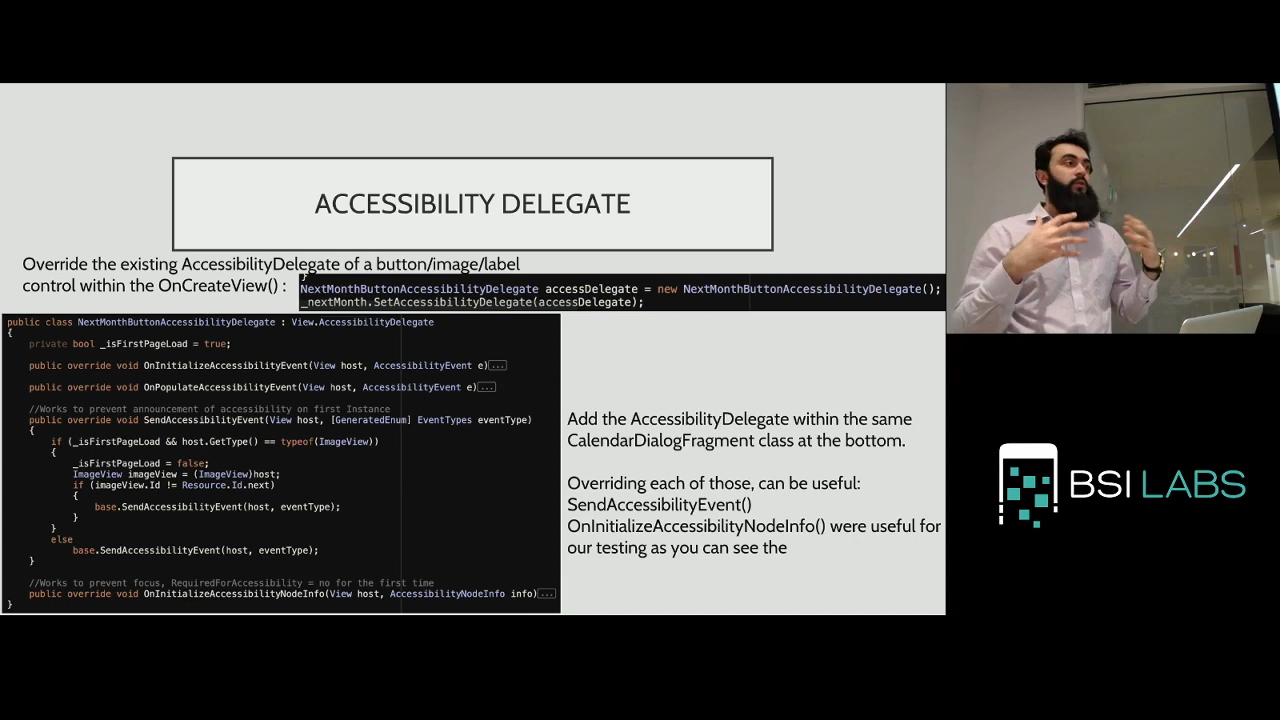 ACCESSIBILITY DELEGATE
Override the existing AccessibilityDelegate of a button/image/label
control within the OnCreateView() :
}
NextMonthButtonAccessibilityDelegate accessDelegate = new NextMonthButtonAccessibilityDelegate();
_nextMonth.SetAccessibilityDelegate(accessDelegate);
public class NextMonthButtonAccessibilityDelegate : View.AccessibilityDelegate
{
private bool _isFirstPageLoad = true;
public override void OnInitializeAccessibilityEvent(View host, AccessibilityEvent e)...
public override void OnPopulateAccessibilityEvent(View host, AccessibilityEvent e)...
//Works to prevent announcement of accessibility on first Instance
public override void SendAccessibilityEvent(View host, [GeneratedEnum] EventTypes eventType)
{
if (_isFirstPageLoad && host.GetType() == typeof(ImageView))
{
_isFirstPageLoad = false;
ImageView imageView = (ImageView)host;
if (imageView.Id != Resource.Id.next)
{
base.SendAccessibilityEvent(host, eventType);
}
}
else
base.SendAccessibilityEvent(host, eventType);
}
//Works to prevent focus, RequiredForAccessibility = no for the first time
public override void OnInitializeAccessibilityNodeInfo(View host, AccessibilityNodeInfo info)...
}
Add the AccessibilityDelegate within the same
CalendarDialogFragment class at the bottom.
Overriding each of those, can be useful:
SendAccessibilityEvent()
OnInitializeAccessibilityNodeInfo() were useful for
our testing as you can see the
BSI LABS